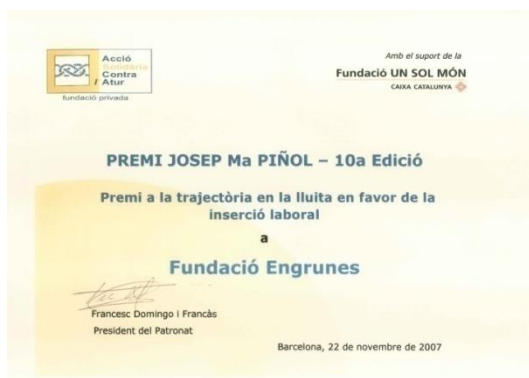 Acció
Solidària
Contra
l'Atur
fundació privada
Amb el suport de la
Fundació UN SOL MÓN
CAIXA CATALUNYA
PREMI JOSEP Ma PIÑOL – 10a Edició
Premi a la trajectòria en la lluita en favor de la
inserció laboral
a
Fundació Engrunes
Francesc Domingo i Francàs
President del Patronat
Barcelona, 22 de novembre de 2007